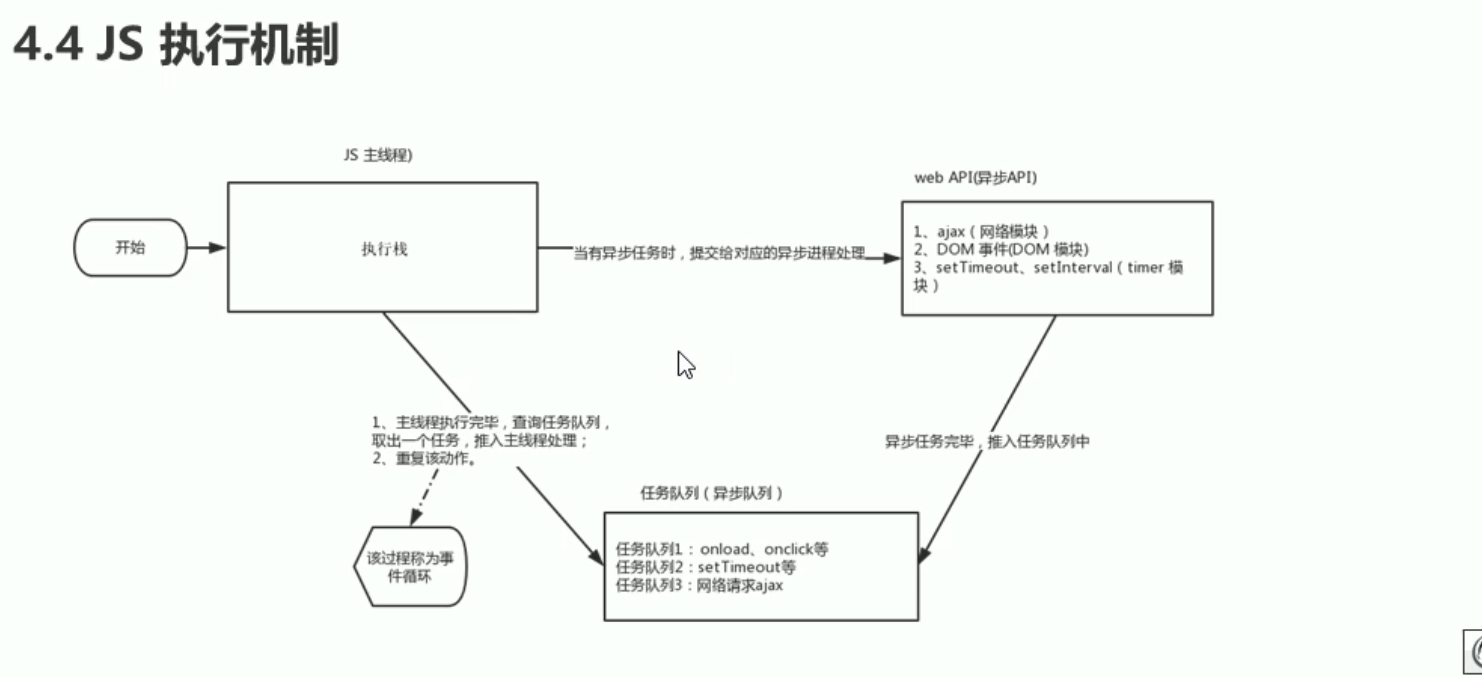 4.4 JS 执行机制
JS 主线程)
web API(异步API)
开始
执行栈
当有异步任务时，提交给对应的异步进程处理
1、ajax（网络模块）
2、DOM 事件(DOM 模块)
3、setTimeout、setInterval（timer 模
块）
1、主线程执行完毕，查询任务队列，
取出一个任务，推入主线程处理；
2、重复该动作。
异步任务完毕，推入任务队列中
任务队列（异步队列）
该过程称为事
件循环
任务队列1：onload、onclick等
任务队列2：setTimeout等
任务队列3：网络请求ajax